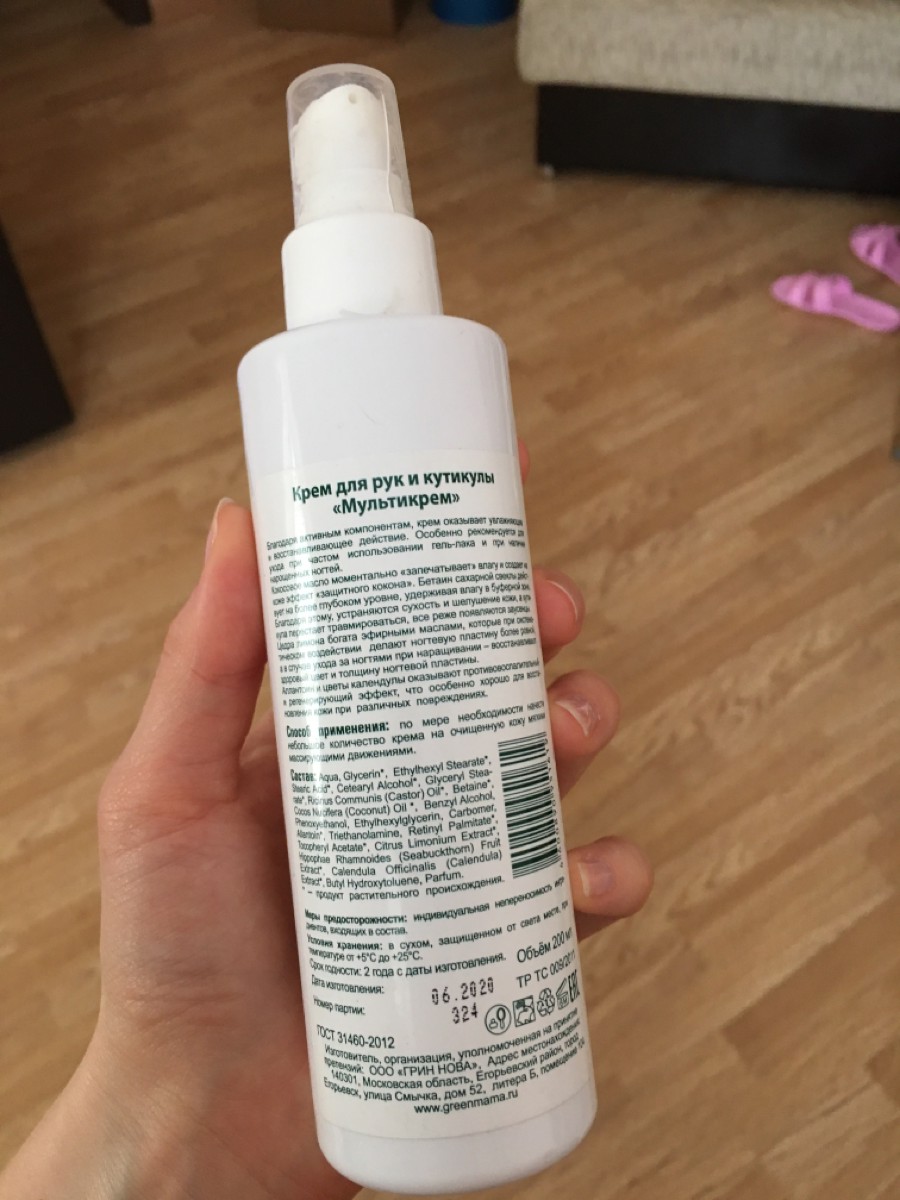 Крем для рук и кутикулы
«Мультикрем»
Благодаря активным компонентам, крем оказывает увлажняющее
и восстанавливающее действие. Особенно рекомендуется для
ухода при частом использовании гель-лака и при наличии
нарощенных ногтей.
Кокосовое масло моментально «запечатывает» влагу и создает на
коже эффект «защитного кокона». Бетаин сахарной свеклы дейст-
вует на более глубоком уровне, удерживая влагу в буферной зоне.
Благодаря этому, устраняются сухость и шелушение кожи, а кути-
кула перестает травмироваться, все реже появляются заусенцы.
Цедра лимона богата эфирными маслами, которые при система-
тическом воздействии делают ногтевую пластину более ровной,
а в случае ухода за ногтями при наращивании – восстанавливают
здоровый цвет и толщину ногтевой пластины.
Аллантоин и цветы календулы оказывают противовоспалительный
и регенерирующий эффект, что особенно хорошо для восста-
новления кожи при различных повреждениях.
Способ применения: по мере необходимости нанести
небольшое количество крема на очищенную кожу мягкими
массирующими движениями.
Состав: Aqua, Glycerin*, Ethylhexyl Stearate*,
Stearic Acid*, Cetearyl Alcohol*, Glyceryl Stea-
rate*, Ricinus Communis (Castor) Oil*, Betaine*,
Cocos Nucifera (Coconut) Oil *, Benzyl Alcohol,
Phenoxyethanol, Ethylhexylglycerin, Carbomer,
Allantoin*, Triethanolamine, Retinyl Palmitate*,
Tocopheryl Acetate*, Citrus Limonium Extract*,
Hippophae Rhamnoides (Seabuckthorn) Fruit
Extract*, Calendula Officinalis (Calendula)
Extract*, Butyl Hydroxytoluene, Parfum.
* – продукт растительного происхождения.
Меры предосторожности: индивидуальная непереносимость ингре-
диентов, входящих в состав.
Условия хранения: в сухом, защищенном от света месте, при
температуре от +5°C до +25°C.
Срок годности: 2 года с даты изготовления.
Объём 200 мл
Дата изготовления:
06.2020
ТР ТС 009/2011
Номер партии:
324
EAC
ГОСТ 31460-2012
Изготовитель, организация, уполномоченная на принятие
претензий: ООО «ГРИН НОВА», Адрес местонахождения:
140301, Московская область, Егорьевский район, город
Егорьевск, улица Смычка, дом 52, литера Б, помещение
www.greenmama.ru